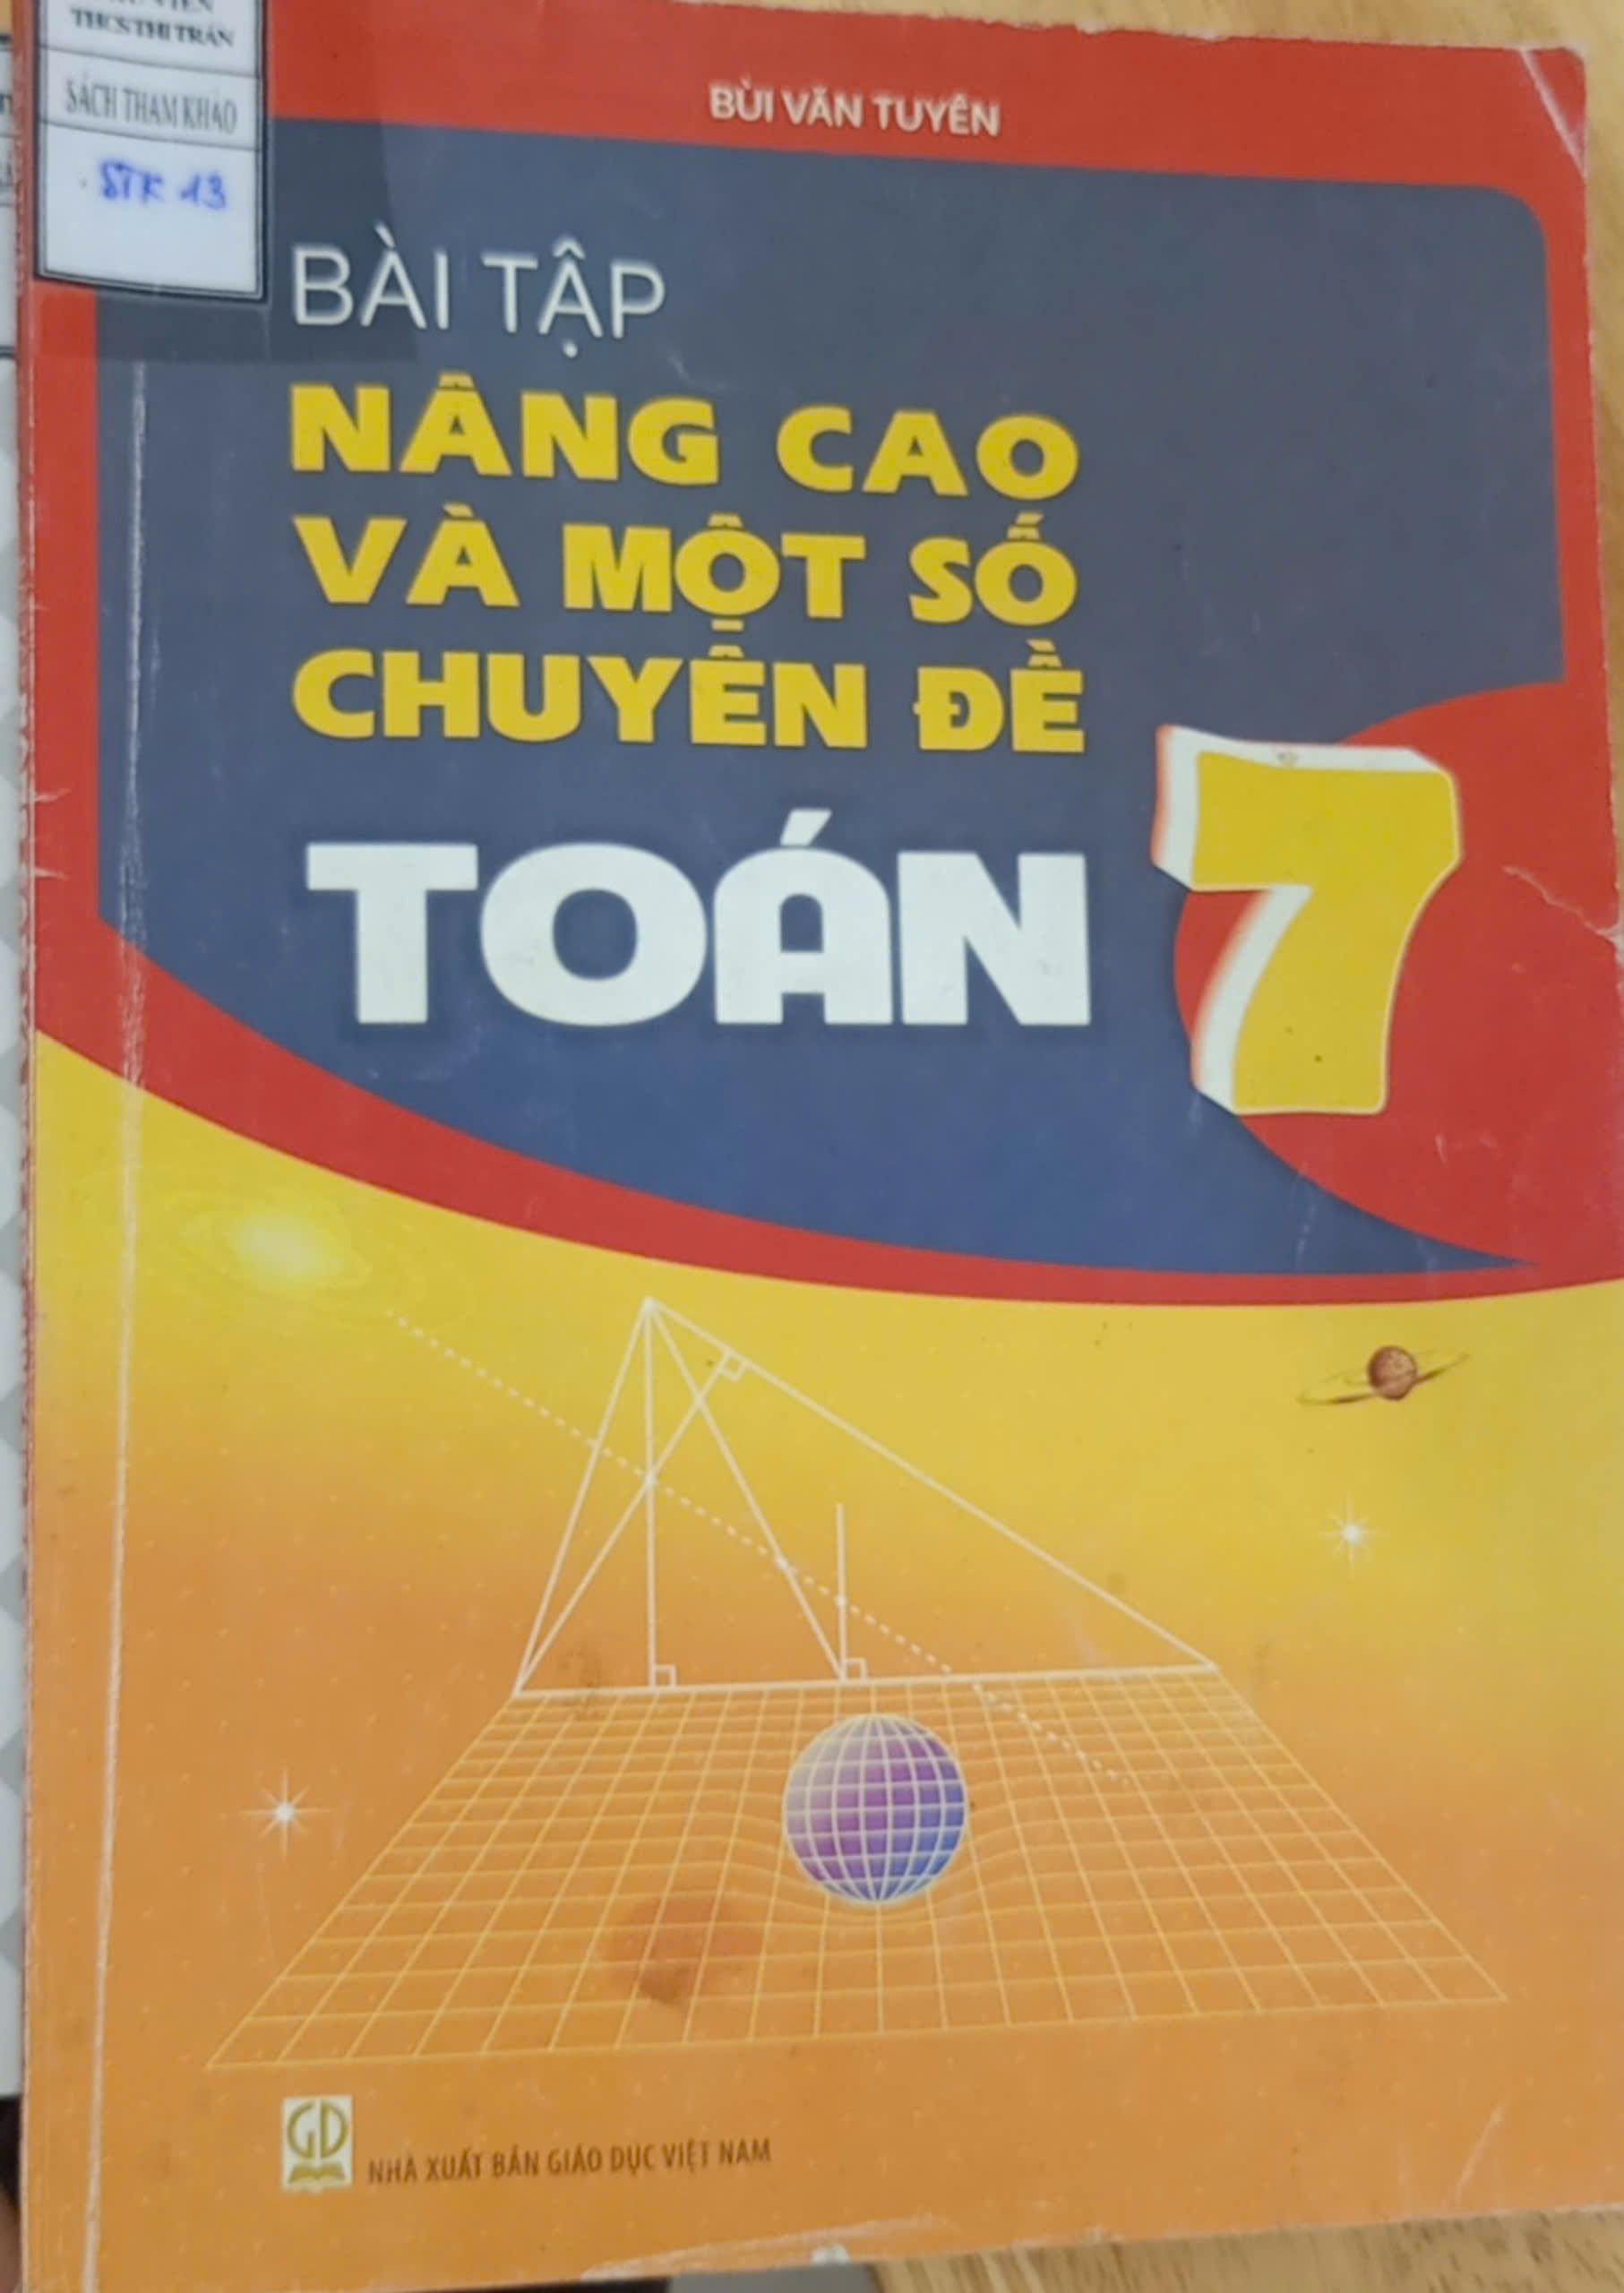 THCS THỊ TRẤN
SÁCH THAM KHẢO
STK 13
BÙI VĂN TUYÊN
BÀI TẬP
NÂNG CAO
VÀ MỘT SỐ
CHUYÊN ĐỀ
TOÁN 7
GD
NHÀ XUẤT BẢN GIÁO DỤC VIỆT NAM